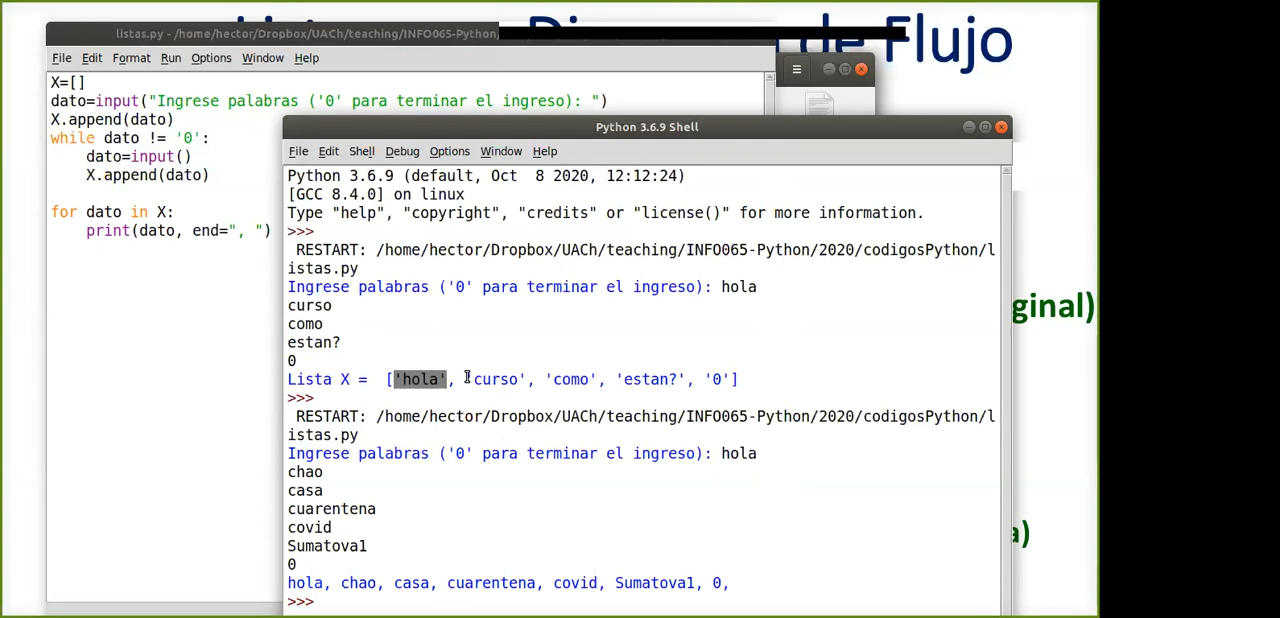 de Flujo
listas.py - /home/hector/Dropbox/UACh/teaching/INFO065-Python
File Edit Format Run Options Window Help
X=[]
dato=input("Ingrese palabras ('0' para terminar el ingreso): ")
X.append(dato)
while dato != '0':
    dato=input()
    X.append(dato)
for dato in X:
    print(dato, end=", ")
Python 3.6.9 Shell
File Edit Shell Debug Options Window Help
Python 3.6.9 (default, Oct  8 2020, 12:12:24)
[GCC 8.4.0] on linux
Type "help", "copyright", "credits" or "license()" for more information.
>>>
 RESTART: /home/hector/Dropbox/UACh/teaching/INFO065-Python/2020/codigosPython/l
istas.py
Ingrese palabras ('0' para terminar el ingreso): hola
curso
como
estan?
0
Lista X =  ['hola', 'curso', 'como', 'estan?', '0']
>>>
 RESTART: /home/hector/Dropbox/UACh/teaching/INFO065-Python/2020/codigosPython/l
istas.py
Ingrese palabras ('0' para terminar el ingreso): hola
chao
casa
cuarentena
covid
Sumatova1
0
hola, chao, casa, cuarentena, covid, Sumatova1, 0,
>>>
ginal)
a)